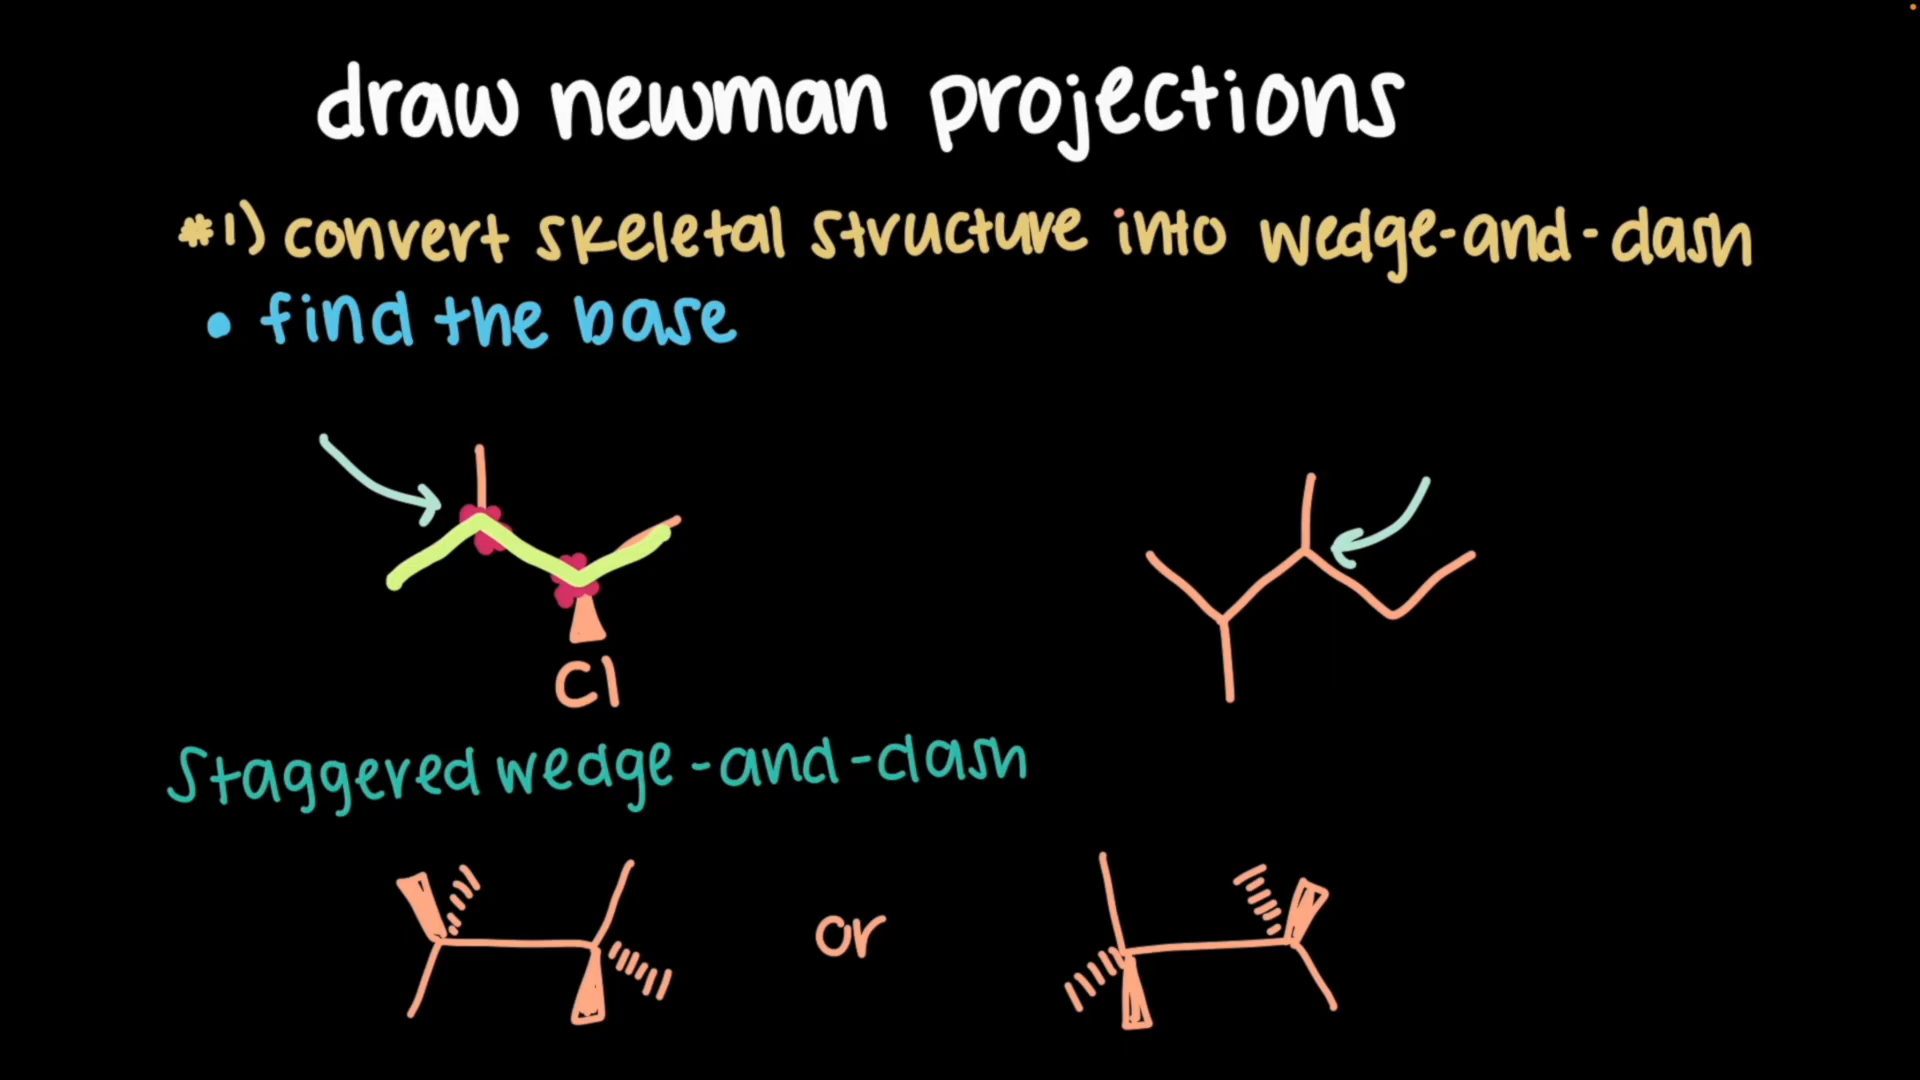 draw newman projections
#1) convert skeletal structure into wedge-and-dash
• find the base
Cl
Staggered wedge-and-dash
or